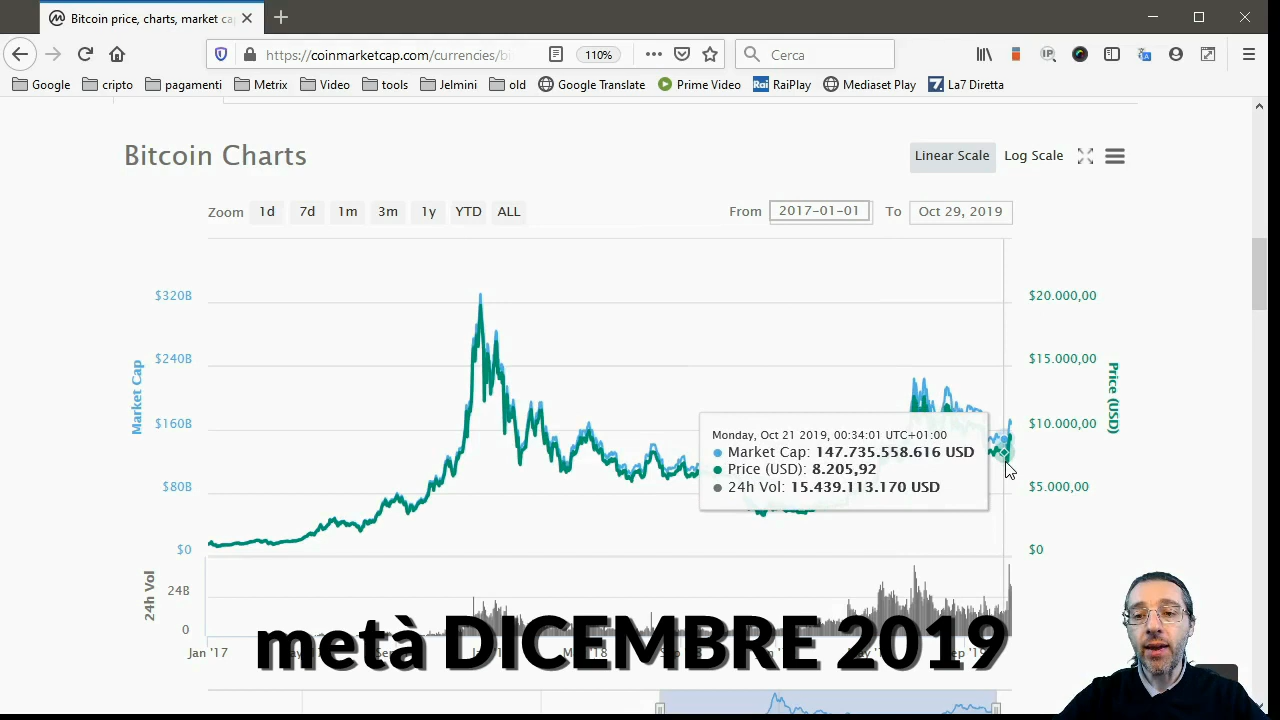 Bitcoin price, charts, market ca
https://coinmarketcap.com/currencies/bi
110%
Cerca
Google
cripto
pagamenti
Metrix
Video
tools
Jelmini
old
Google Translate
Prime Video
Rai RaiPlay
Mediaset Play
7 La7 Diretta
Bitcoin Charts
Linear Scale
Log Scale
Zoom 1d 7d 1m 3m 1y YTD ALL
From 2017-01-01 To Oct 29, 2019
$320B
$240B
$160B
$80B
$0
Market Cap
$20.000,00
$15.000,00
$10.000,00
$5.000,00
$0
Price (USD)
Monday, Oct 21 2019, 00:34:01 UTC+01:00
Market Cap: 147.735.558.616 USD
Price (USD): 8.205,92
24h Vol: 15.439.113.170 USD
24h Vol
24B
0
Jan '17
metà DICEMBRE 2019